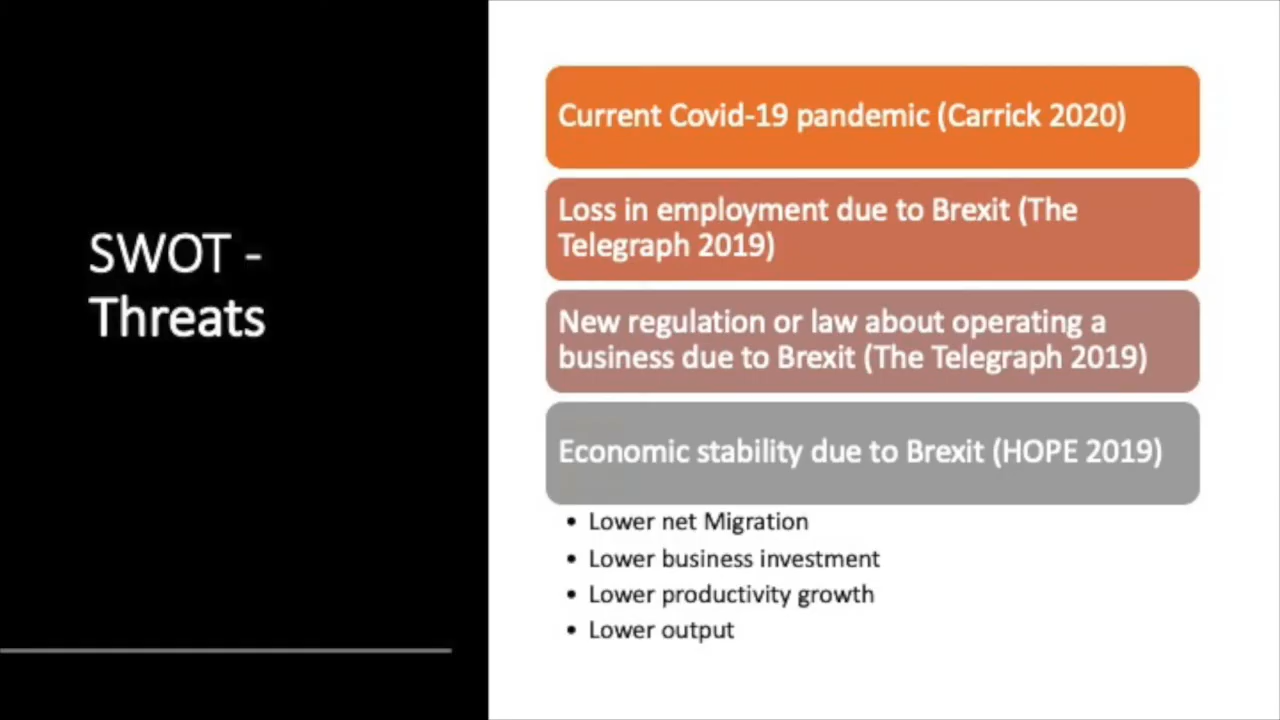 SWOT -
Threats
Current Covid-19 pandemic (Carrick 2020)
Loss in employment due to Brexit (The
Telegraph 2019)
New regulation or law about operating a
business due to Brexit (The Telegraph 2019)
Economic stability due to Brexit (HOPE 2019)
• Lower net Migration
• Lower business investment
• Lower productivity growth
• Lower output